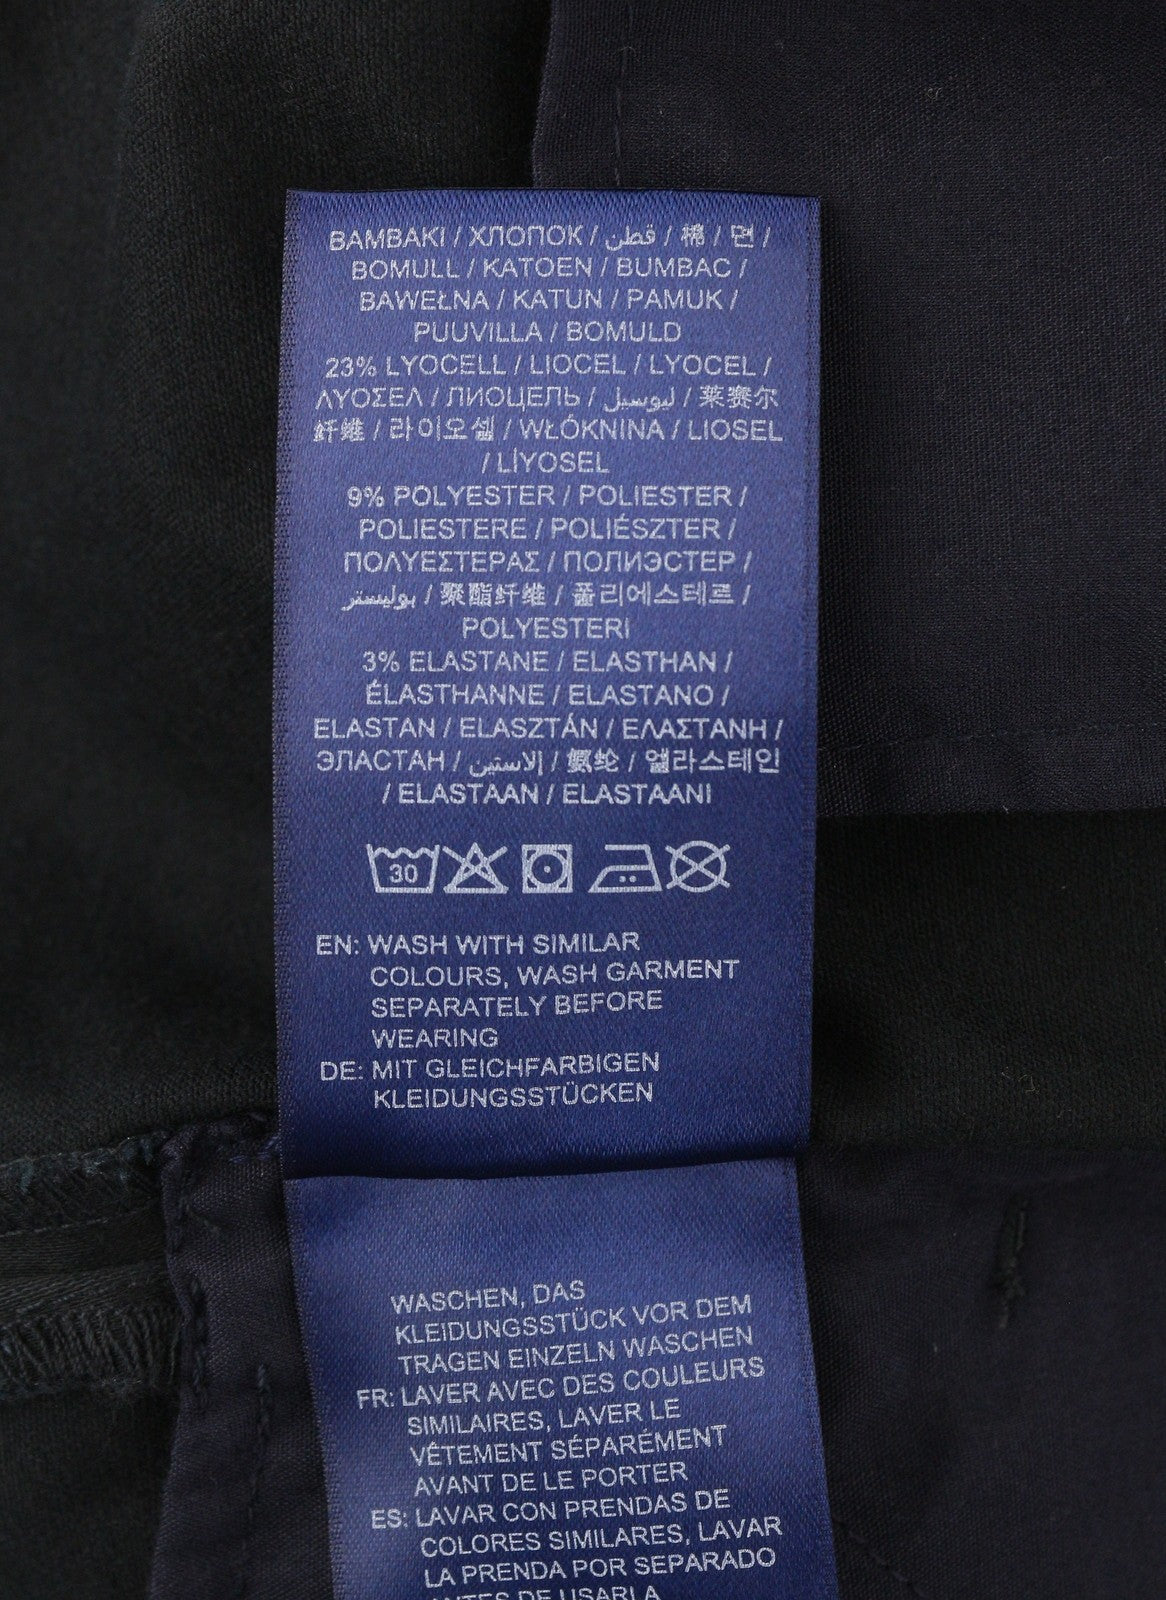 ΒΑΜΒΑΚΙ / ХЛОПОК / قطن / 棉 / 면 /
BOMULL / KATOEN / BUMBAC /
BAWEŁNA / KATUN / PAMUK /
PUUVILLA / BOMULD
23% LYOCELL / LIOCEL / LYOCEL /
ΛΥΟΣΕΛ / ЛИОЦЕЛЬ / ليوسيل / 莱赛尔
纤维 / 라이오셀 / WŁÓKNINA / LIOSEL
/ LİYOSEL
9% POLYESTER / POLIESTER /
POLIESTERE / POLIÉSZTER /
ΠΟΛΥΕΣΤΕΡΑΣ / ПОЛИЭСТЕР /
بوليستر / 聚酯纤维 / 폴리에스테르 /
POLYESTERI
3% ELASTANE / ELASTHAN /
ÉLASTHANNE / ELASTANO /
ELASTAN / ELASZTÁN / ΕΛΑΣΤΑΝΗ /
ЭЛАСТАН / إلاستين / 氨纶 / 엘라스테인
/ ELASTAAN / ELASTAANI
30
EN: WASH WITH SIMILAR
COLOURS, WASH GARMENT
SEPARATELY BEFORE
WEARING
DE: MIT GLEICHFARBIGEN
KLEIDUNGSSTÜCKEN
WASCHEN, DAS
KLEIDUNGSSTÜCK VOR DEM
TRAGEN EINZELN WASCHEN
FR: LAVER AVEC DES COULEURS
SIMILAIRES, LAVER LE
VÊTEMENT SÉPARÉMENT
AVANT DE LE PORTER
ES: LAVAR CON PRENDAS DE
COLORES SIMILARES, LAVAR
LA PRENDA POR SEPARADO
ANTES DE USARLA